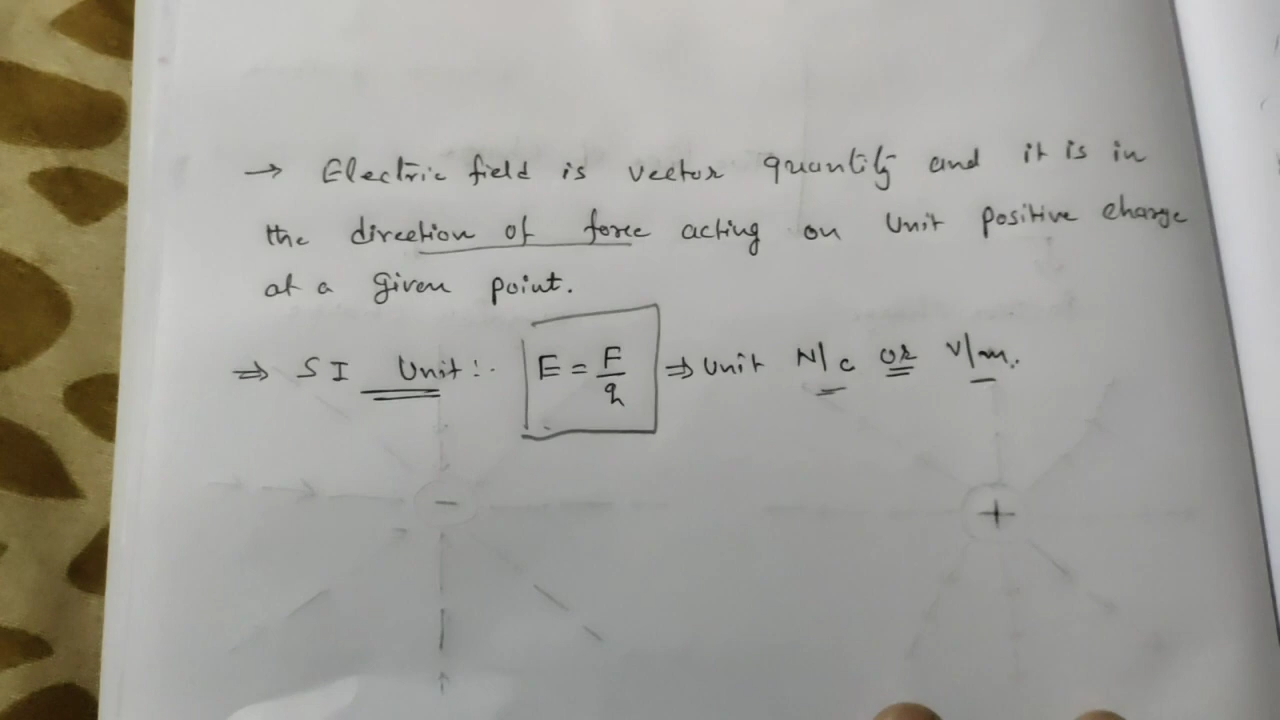 → Electric field is vector quantity and it is in
the direction of force acting on Unit positive charge
at a given point.
⇒ SI Unit:- E = F/q ⇒ Unit N/C or V/m.
−
+